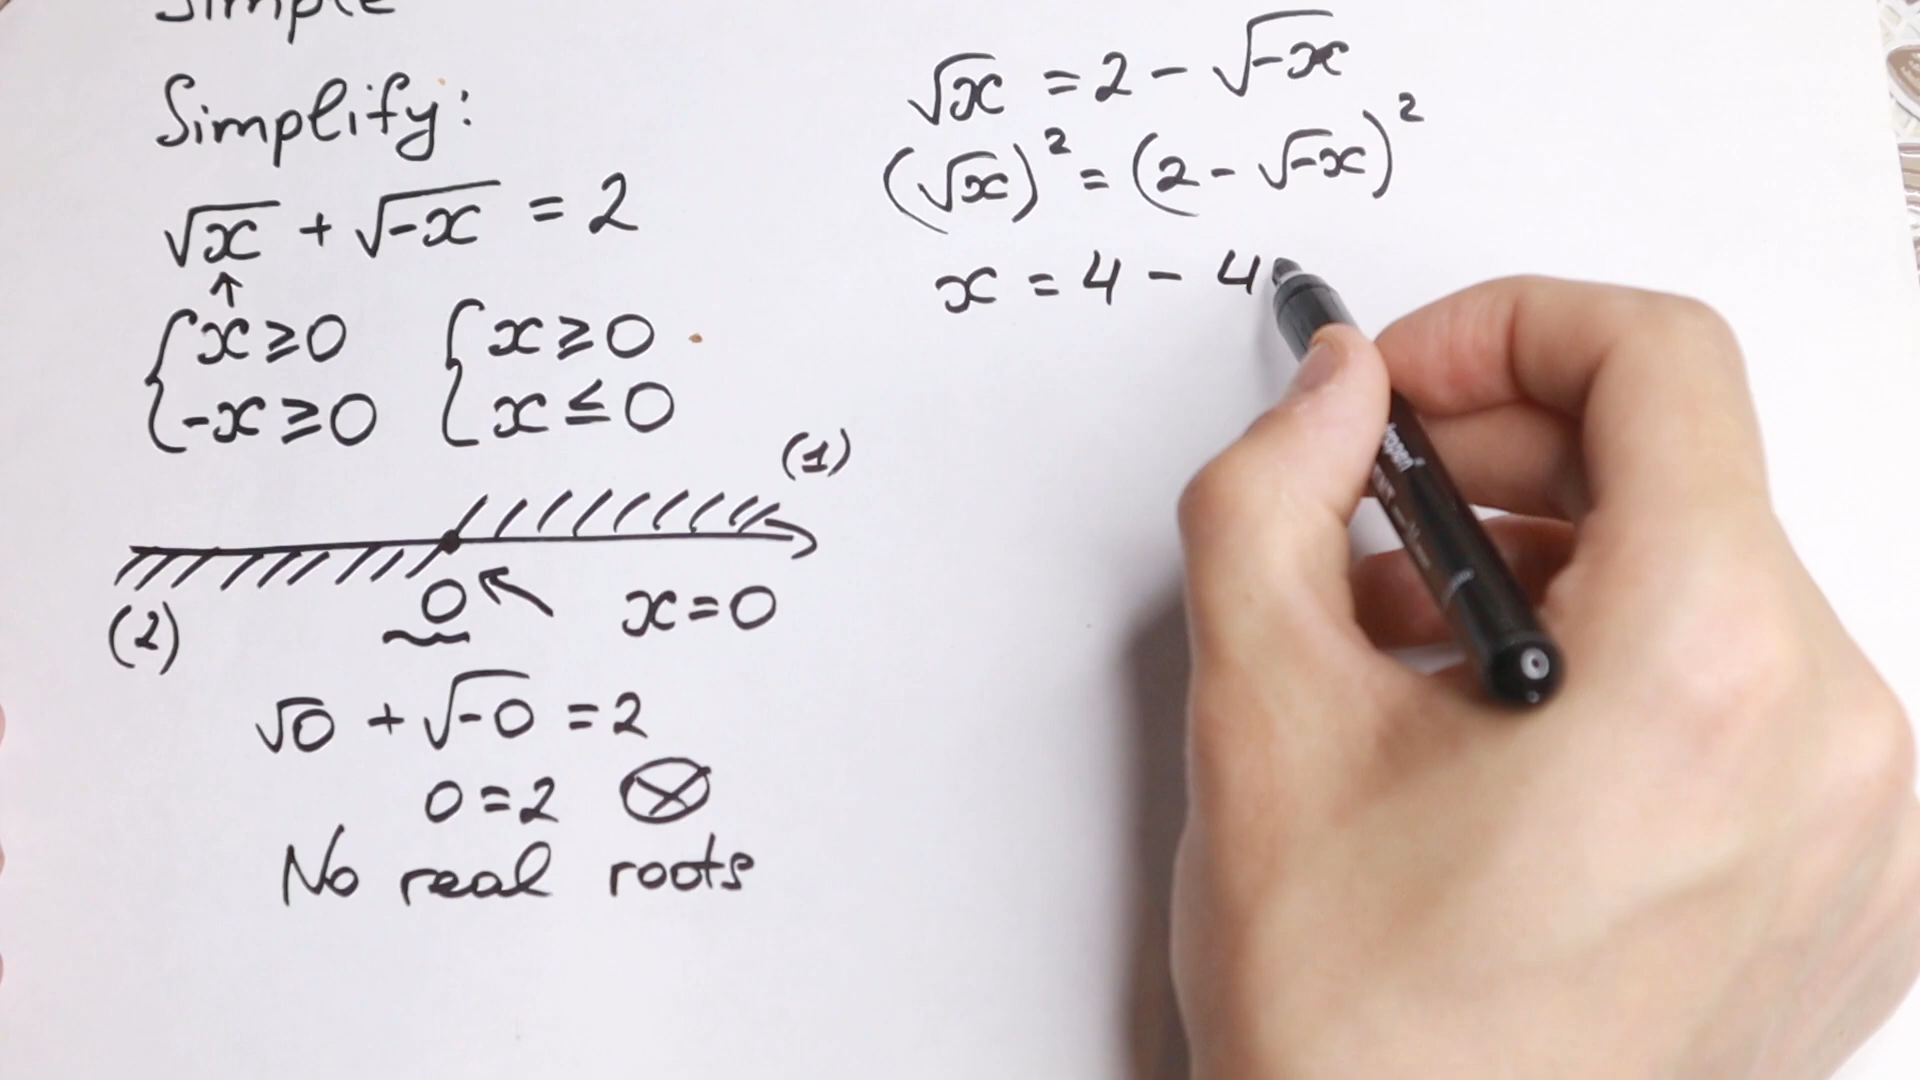 Simple
Simplify:
√x + √-x = 2
↑
{ x ≥ 0 { x ≥ 0
-x ≥ 0 x ≤ 0
(1)
(2)
0 x = 0
√0 + √-0 = 2
0 = 2 ⊗
No real roots
√x = 2 - √-x
(√x)² = (2 - √-x)²
x = 4 - 4